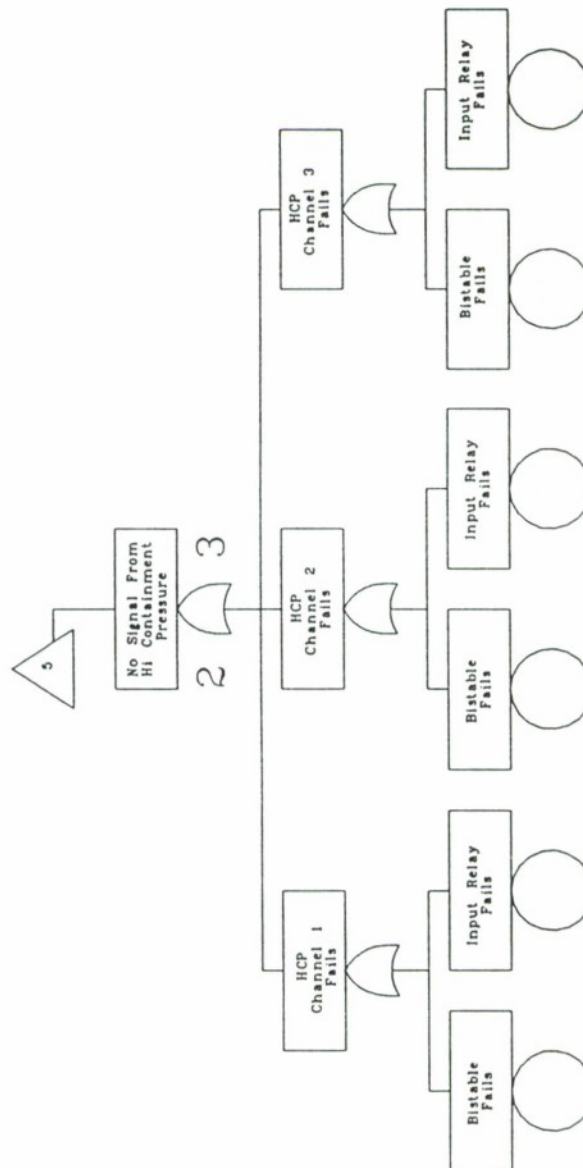 5
No Signal From
Hi Containment
Pressure
2 3
HCP
Channel 1
Fails
HCP
Channel 2
Fails
HCP
Channel 3
Fails
Bistable
Fails
Input Relay
Fails
Bistable
Fails
Input Relay
Fails
Bistable
Fails
Input Relay
Fails